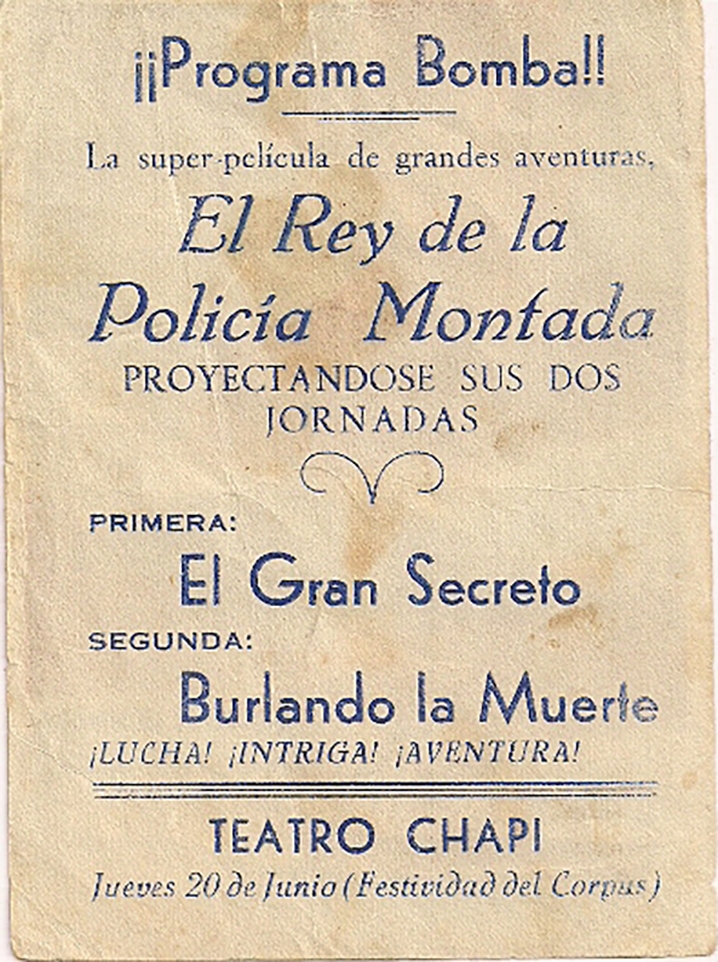 ¡¡Programa Bomba!!
La super-película de grandes aventuras,
El Rey de la
Policía Montada
PROYECTANDOSE SUS DOS
JORNADAS
PRIMERA:
El Gran Secreto
SEGUNDA:
Burlando la Muerte
¡LUCHA! ¡INTRIGA! ¡AVENTURA!
TEATRO CHAPI
Jueves 20 de Junio (Festividad del Corpus)